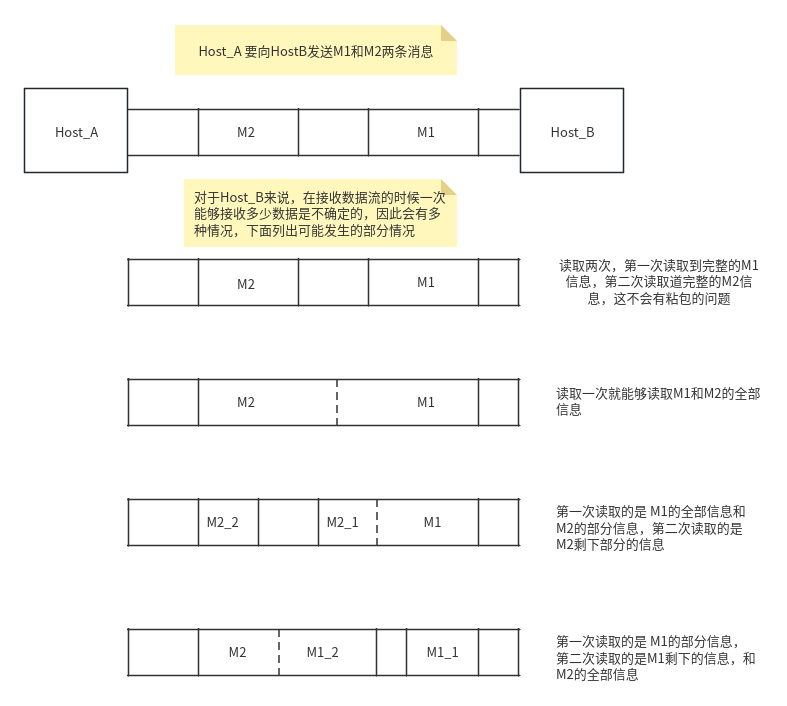 Host_A 要向HostB发送M1和M2两条消息
Host_A
M2
M1
Host_B
对于Host_B来说，在接收数据流的时候一次
能够接收多少数据是不确定的，因此会有多
种情况，下面列出可能发生的部分情况
M2
M1
读取两次，第一次读取到完整的M1
信息，第二次读取道完整的M2信
息，这不会有粘包的问题
M2
M1
读取一次就能够读取M1和M2的全部
信息
M2_2
M2_1
M1
第一次读取的是 M1的全部信息和
M2的部分信息，第二次读取的是
M2剩下部分的信息
M2
M1_2
M1_1
第一次读取的是 M1的部分信息，
第二次读取的是M1剩下的信息，和
M2的全部信息